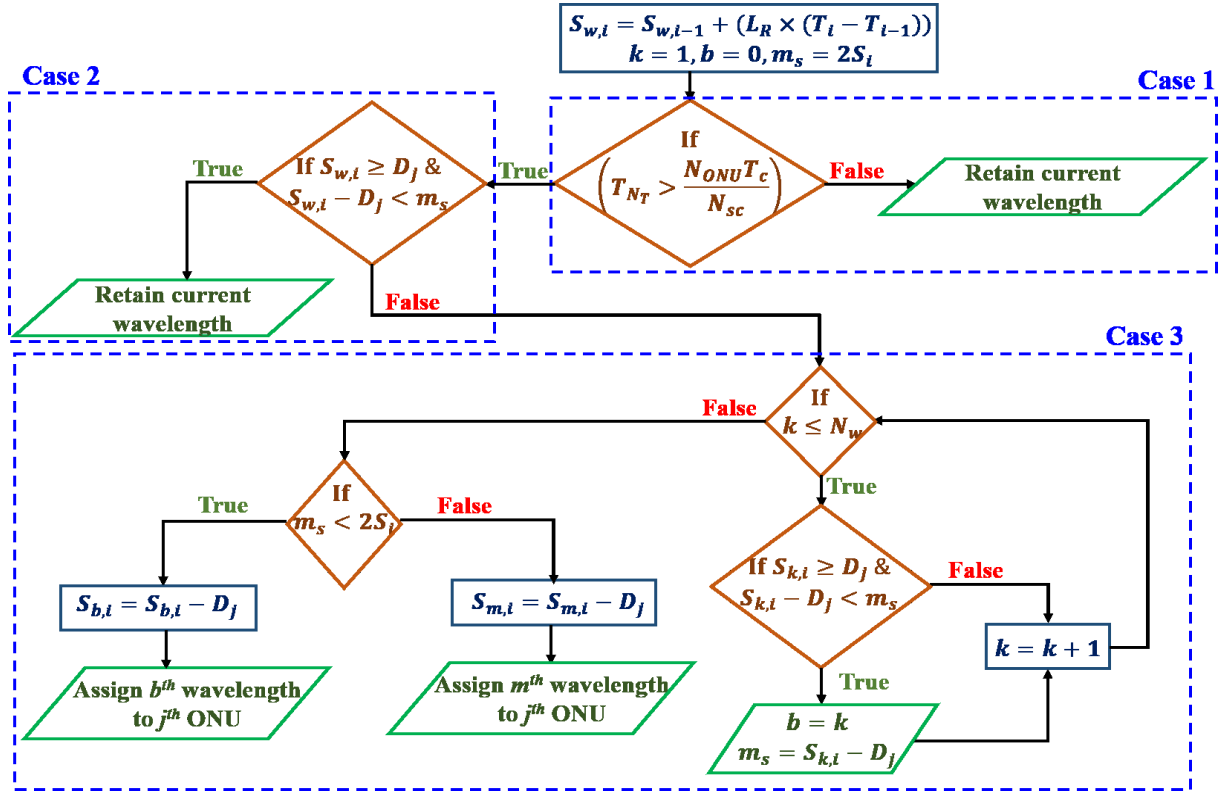 S_{w,i} = S_{w,i−1} + (L_R × (T_i − T_{i−1}))
k = 1, b = 0, m_s = 2S_i
Case 2
Case 1
If
(T_{N_T} > \frac{N_{ONU}T_c}{N_{sc}})
True
False
Retain current
wavelength
If S_{w,i} ≥ D_j &
S_{w,i} − D_j < m_s
True
Retain current
wavelength
False
Case 3
If
k ≤ N_w
False
True
If
m_s < 2S_i
True
False
S_{b,i} = S_{b,i} − D_j
S_{m,i} = S_{m,i} − D_j
Assign b^{th} wavelength
to j^{th} ONU
Assign m^{th} wavelength
to j^{th} ONU
If S_{k,i} ≥ D_j &
S_{k,i} − D_j < m_s
False
True
k = k + 1
b = k
m_s = S_{k,i} − D_j